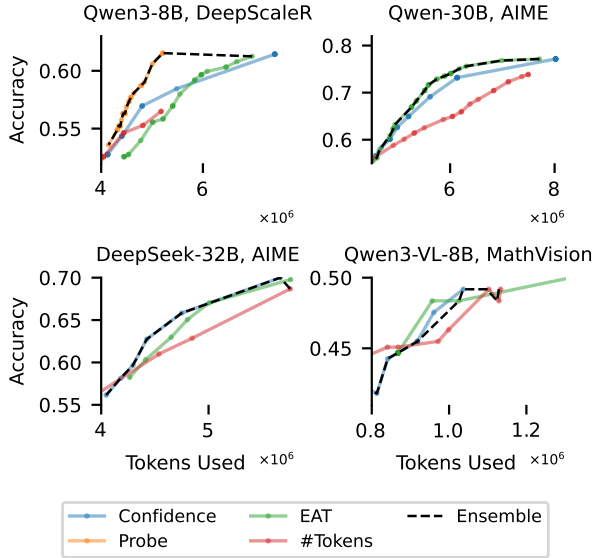 Qwen3-8B, DeepScaleR
Qwen-30B, AIME
Accuracy
0.60
0.55
4
6
×10⁶
0.8
0.7
0.6
6
8
×10⁶
DeepSeek-32B, AIME
Qwen3-VL-8B, MathVision
Accuracy
0.70
0.65
0.60
0.55
4
5
Tokens Used
×10⁶
0.50
0.45
0.8
1.0
1.2
Tokens Used
×10⁶
Confidence
EAT
Ensemble
Probe
#Tokens